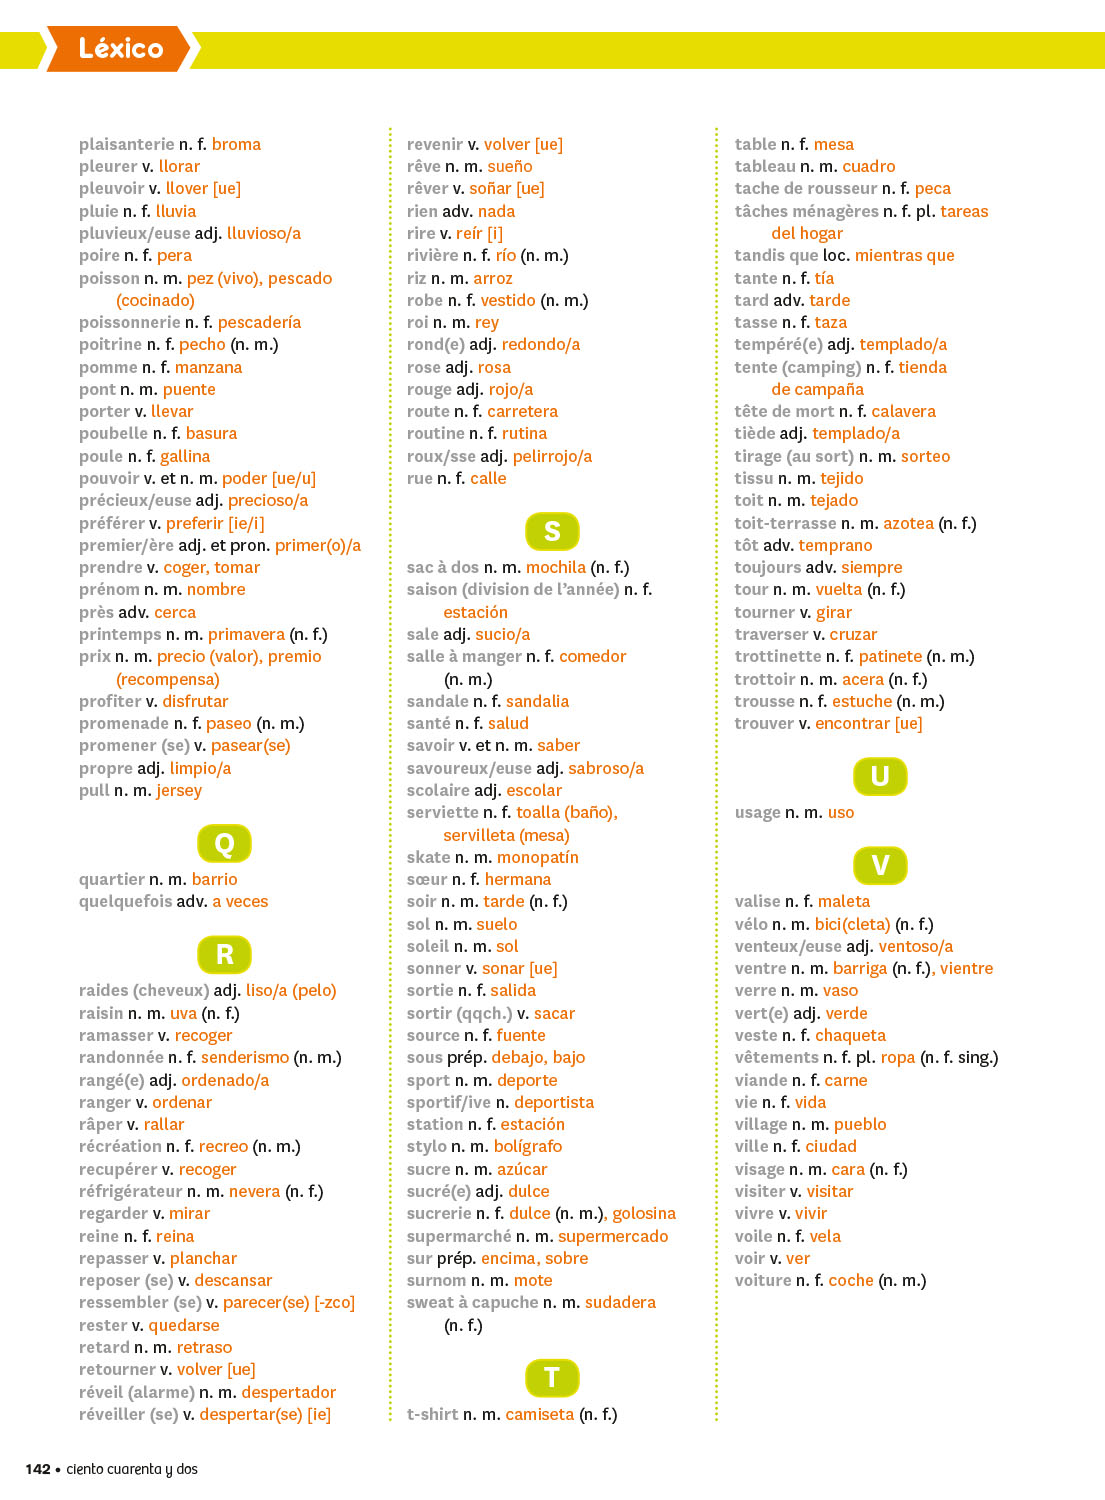 Léxico
plaisanterie n. f. broma
pleurer v. llorar
pleuvoir v. llover [ue]
pluie n. f. lluvia
pluvieux/euse adj. lluvioso/a
poire n. f. pera
poisson n. m. pez (vivo), pescado
(cocinado)
poissonnerie n. f. pescadería
poitrine n. f. pecho (n. m.)
pomme n. f. manzana
pont n. m. puente
porter v. llevar
poubelle n. f. basura
poule n. f. gallina
pouvoir v. et n. m. poder [ue/u]
précieux/euse adj. precioso/a
préférer v. preferir [ie/i]
premier/ère adj. et pron. primer(o)/a
prendre v. coger, tomar
prénom n. m. nombre
près adv. cerca
printemps n. m. primavera (n. f.)
prix n. m. precio (valor), premio
(recompensa)
profiter v. disfrutar
promenade n. f. paseo (n. m.)
promener (se) v. pasear(se)
propre adj. limpio/a
pull n. m. jersey
Q
quartier n. m. barrio
quelquefois adv. a veces
R
raides (cheveux) adj. liso/a (pelo)
raisin n. m. uva (n. f.)
ramasser v. recoger
randonnée n. f. senderismo (n. m.)
rangé(e) adj. ordenado/a
ranger v. ordenar
râper v. rallar
récréation n. f. recreo (n. m.)
recupérer v. recoger
réfrigérateur n. m. nevera (n. f.)
regarder v. mirar
reine n. f. reina
repasser v. planchar
reposer (se) v. descansar
ressembler (se) v. parecer(se) [-zco]
rester v. quedarse
retard n. m. retraso
retourner v. volver [ue]
réveil (alarme) n. m. despertador
réveiller (se) v. despertar(se) [ie]
revenir v. volver [ue]
rêve n. m. sueño
rêver v. soñar [ue]
rien adv. nada
rire v. reír [i]
rivière n. f. río (n. m.)
riz n. m. arroz
robe n. f. vestido (n. m.)
roi n. m. rey
rond(e) adj. redondo/a
rose adj. rosa
rouge adj. rojo/a
route n. f. carretera
routine n. f. rutina
roux/sse adj. pelirrojo/a
rue n. f. calle
S
sac à dos n. m. mochila (n. f.)
saison (division de l'année) n. f.
estación
sale adj. sucio/a
salle à manger n. f. comedor
(n. m.)
sandale n. f. sandalia
santé n. f. salud
savoir v. et n. m. saber
savoureux/euse adj. sabroso/a
scolaire adj. escolar
serviette n. f. toalla (baño),
servilleta (mesa)
skate n. m. monopatín
sœur n. f. hermana
soir n. m. tarde (n. f.)
sol n. m. suelo
soleil n. m. sol
sonner v. sonar [ue]
sortie n. f. salida
sortir (qqch.) v. sacar
source n. f. fuente
sous prép. debajo, bajo
sport n. m. deporte
sportif/ive n. deportista
station n. f. estación
stylo n. m. bolígrafo
sucre n. m. azúcar
sucré(e) adj. dulce
sucrerie n. f. dulce (n. m.), golosina
supermarché n. m. supermercado
sur prép. encima, sobre
surnom n. m. mote
sweat à capuche n. m. sudadera
(n. f.)
T
t-shirt n. m. camiseta (n. f.)
table n. f. mesa
tableau n. m. cuadro
tache de rousseur n. f. peca
tâches ménagères n. f. pl. tareas
del hogar
tandis que loc. mientras que
tante n. f. tía
tard adv. tarde
tasse n. f. taza
tempéré(e) adj. templado/a
tente (camping) n. f. tienda
de campaña
tête de mort n. f. calavera
tiède adj. templado/a
tirage (au sort) n. m. sorteo
tissu n. m. tejido
toit n. m. tejado
toit-terrasse n. m. azotea (n. f.)
tôt adv. temprano
toujours adv. siempre
tour n. m. vuelta (n. f.)
tourner v. girar
traverser v. cruzar
trottinette n. f. patinete (n. m.)
trottoir n. m. acera (n. f.)
trousse n. f. estuche (n. m.)
trouver v. encontrar [ue]
U
usage n. m. uso
V
valise n. f. maleta
vélo n. m. bici(cleta) (n. f.)
venteux/euse adj. ventoso/a
ventre n. m. barriga (n. f.), vientre
verre n. m. vaso
vert(e) adj. verde
veste n. f. chaqueta
vêtements n. f. pl. ropa (n. f. sing.)
viande n. f. carne
vie n. f. vida
village n. m. pueblo
ville n. f. ciudad
visage n. m. cara (n. f.)
visiter v. visitar
vivre v. vivir
voile n. f. vela
voir v. ver
voiture n. f. coche (n. m.)
142 • ciento cuarenta y dos